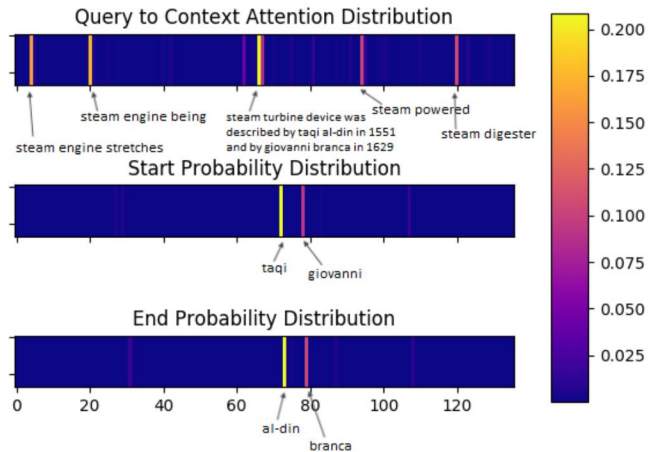 Query to Context Attention Distribution
steam engine being
steam engine stretches
steam turbine device was
described by taqi al-din in 1551
and by giovanni branca in 1629
steam powered
steam digester
Start Probability Distribution
taqi
giovanni
End Probability Distribution
0 20 40 60 80 100 120
al-din
branca
0.200
0.175
0.150
0.125
0.100
0.075
0.050
0.025